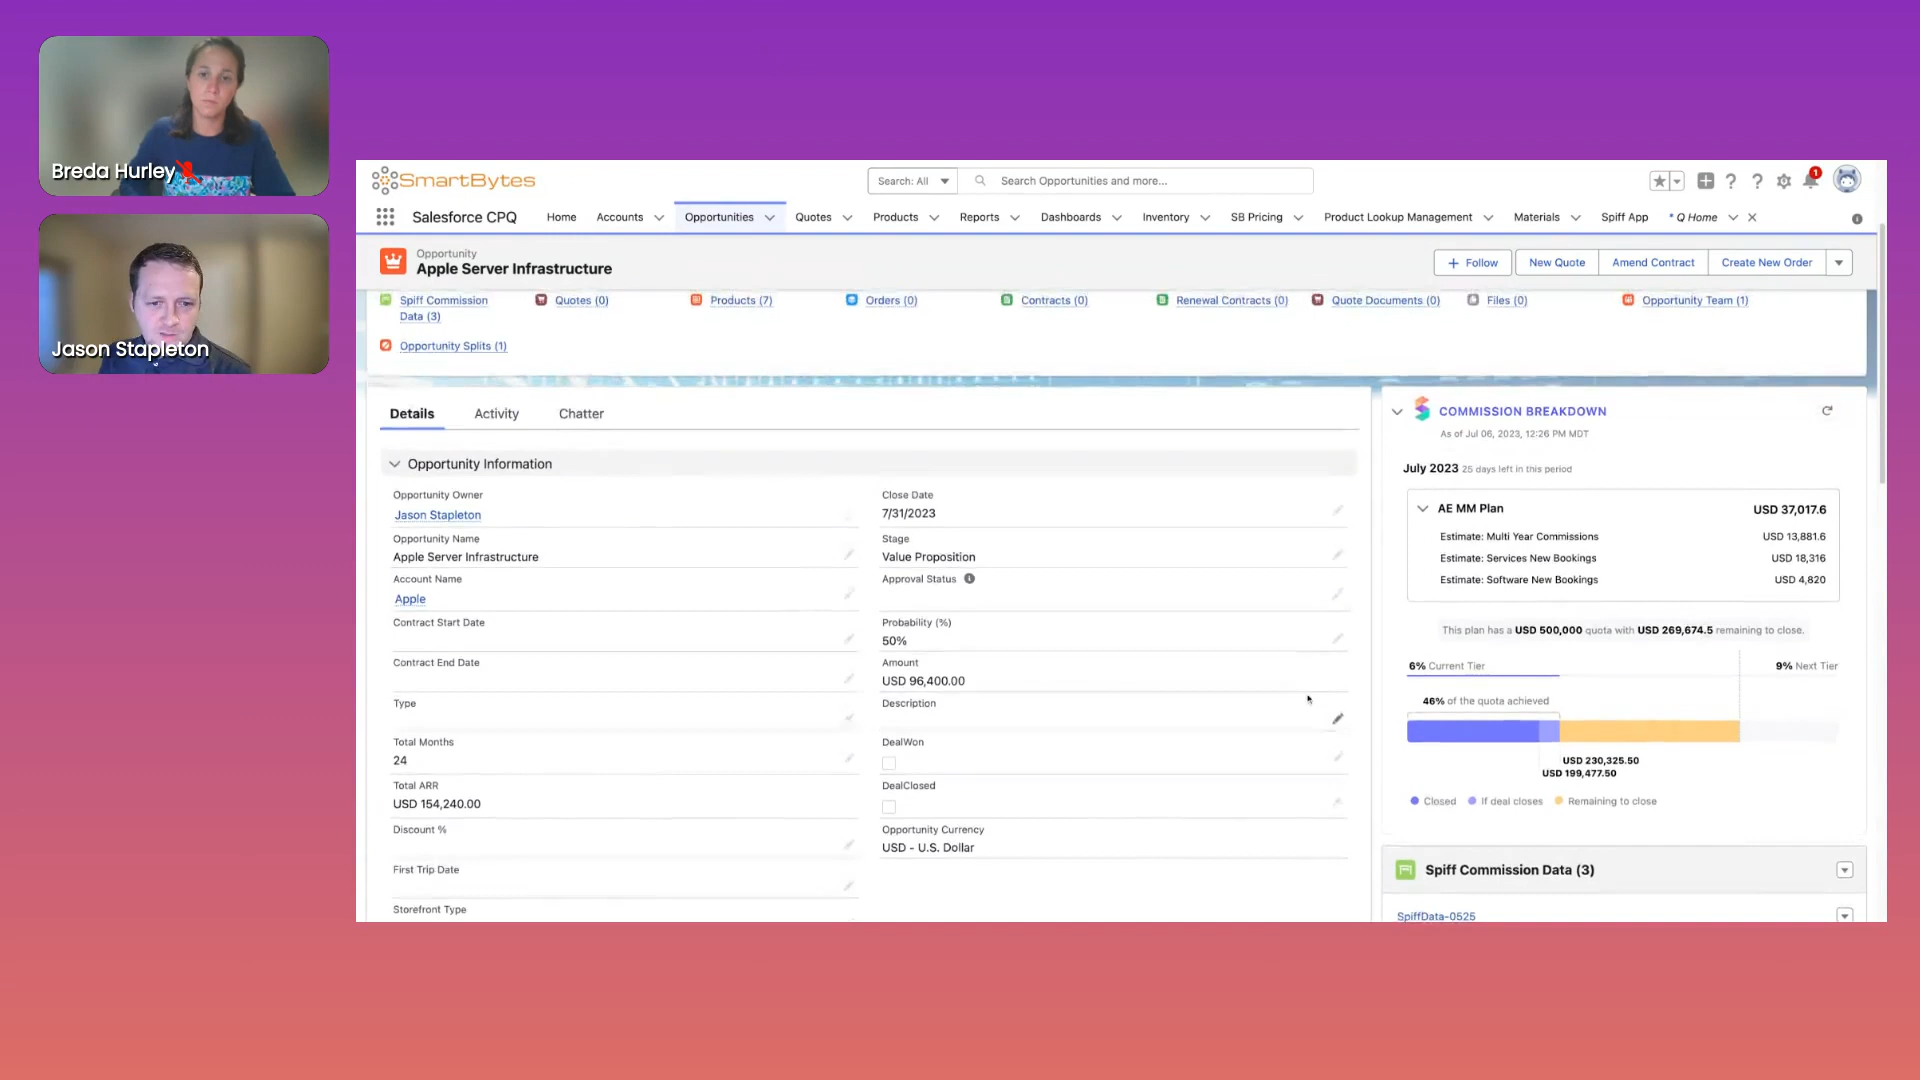 Breda Hurley
Jason Stapleton
SmartBytes
Search: All
Search Opportunities and more...
1
Salesforce CPQ
Home
Accounts
Opportunities
Quotes
Products
Reports
Dashboards
Inventory
SB Pricing
Product Lookup Management
Materials
Spiff App
* Q Home
Opportunity
Apple Server Infrastructure
Follow
New Quote
Amend Contract
Create New Order
Spiff Commission
Data (3)
Quotes (0)
Products (7)
Orders (0)
Contracts (0)
Renewal Contracts (0)
Quote Documents (0)
Files (0)
Opportunity Team (1)
Opportunity Splits (1)
Details
Activity
Chatter
Opportunity Information
Opportunity Owner
Jason Stapleton
Opportunity Name
Apple Server Infrastructure
Account Name
Apple
Contract Start Date
Contract End Date
Type
Total Months
24
Total ARR
USD 154,240.00
Discount %
First Trip Date
Storefront Type
Close Date
7/31/2023
Stage
Value Proposition
Approval Status
Probability (%)
50%
Amount
USD 96,400.00
Description
DealWon
DealClosed
Opportunity Currency
USD - U.S. Dollar
COMMISSION BREAKDOWN
As of Jul 06, 2023, 12:26 PM MDT
July 2023 25 days left in this period
AE MM Plan USD 37,017.6
Estimate: Multi Year Commissions USD 13,881.6
Estimate: Services New Bookings USD 18,316
Estimate: Software New Bookings USD 4,820
This plan has a USD 500,000 quota with USD 269,674.5 remaining to close.
6% Current Tier 9% Next Tier
46% of the quota achieved
USD 230,325.50
USD 199,477.50
Closed If deal closes Remaining to close
Spiff Commission Data (3)
SpiffData-0525